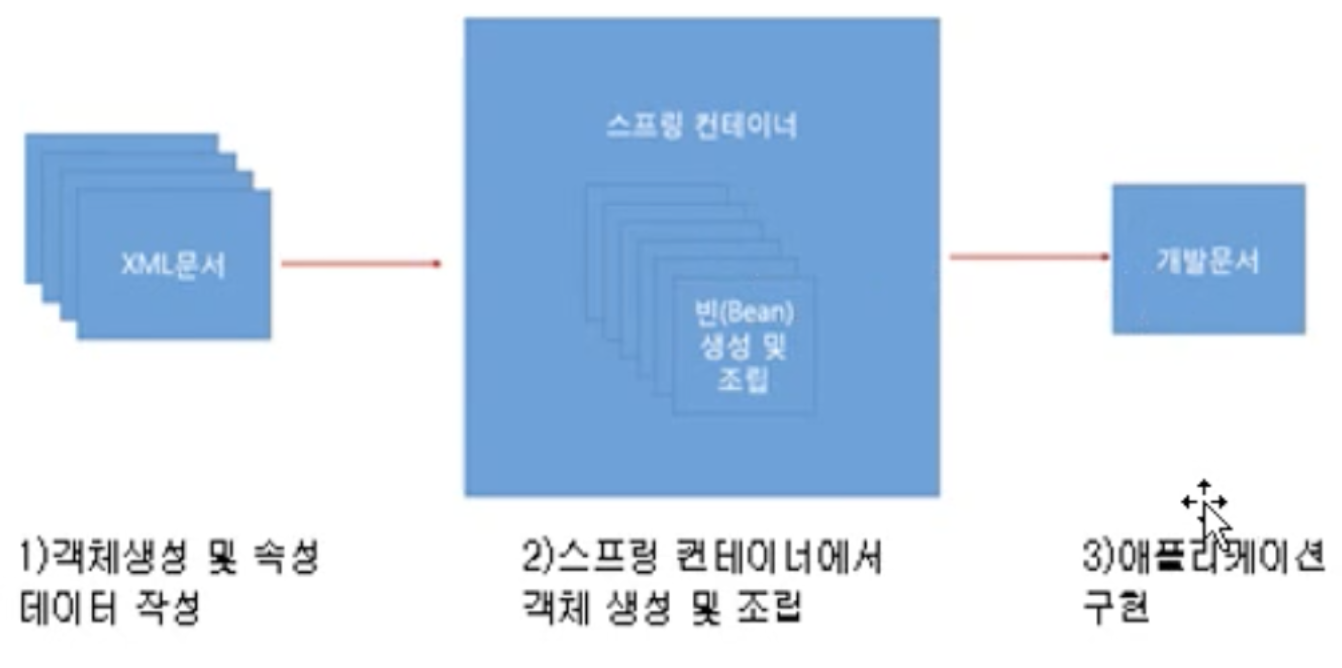 스프링 컨테이너
XML문서
개발문서
빈(Bean)
생성 및
조립
1)객체생성 및 속성
데이터 작성
2)스프링 컨테이너에서
객체 생성 및 조립
3)애플리케이션
구현